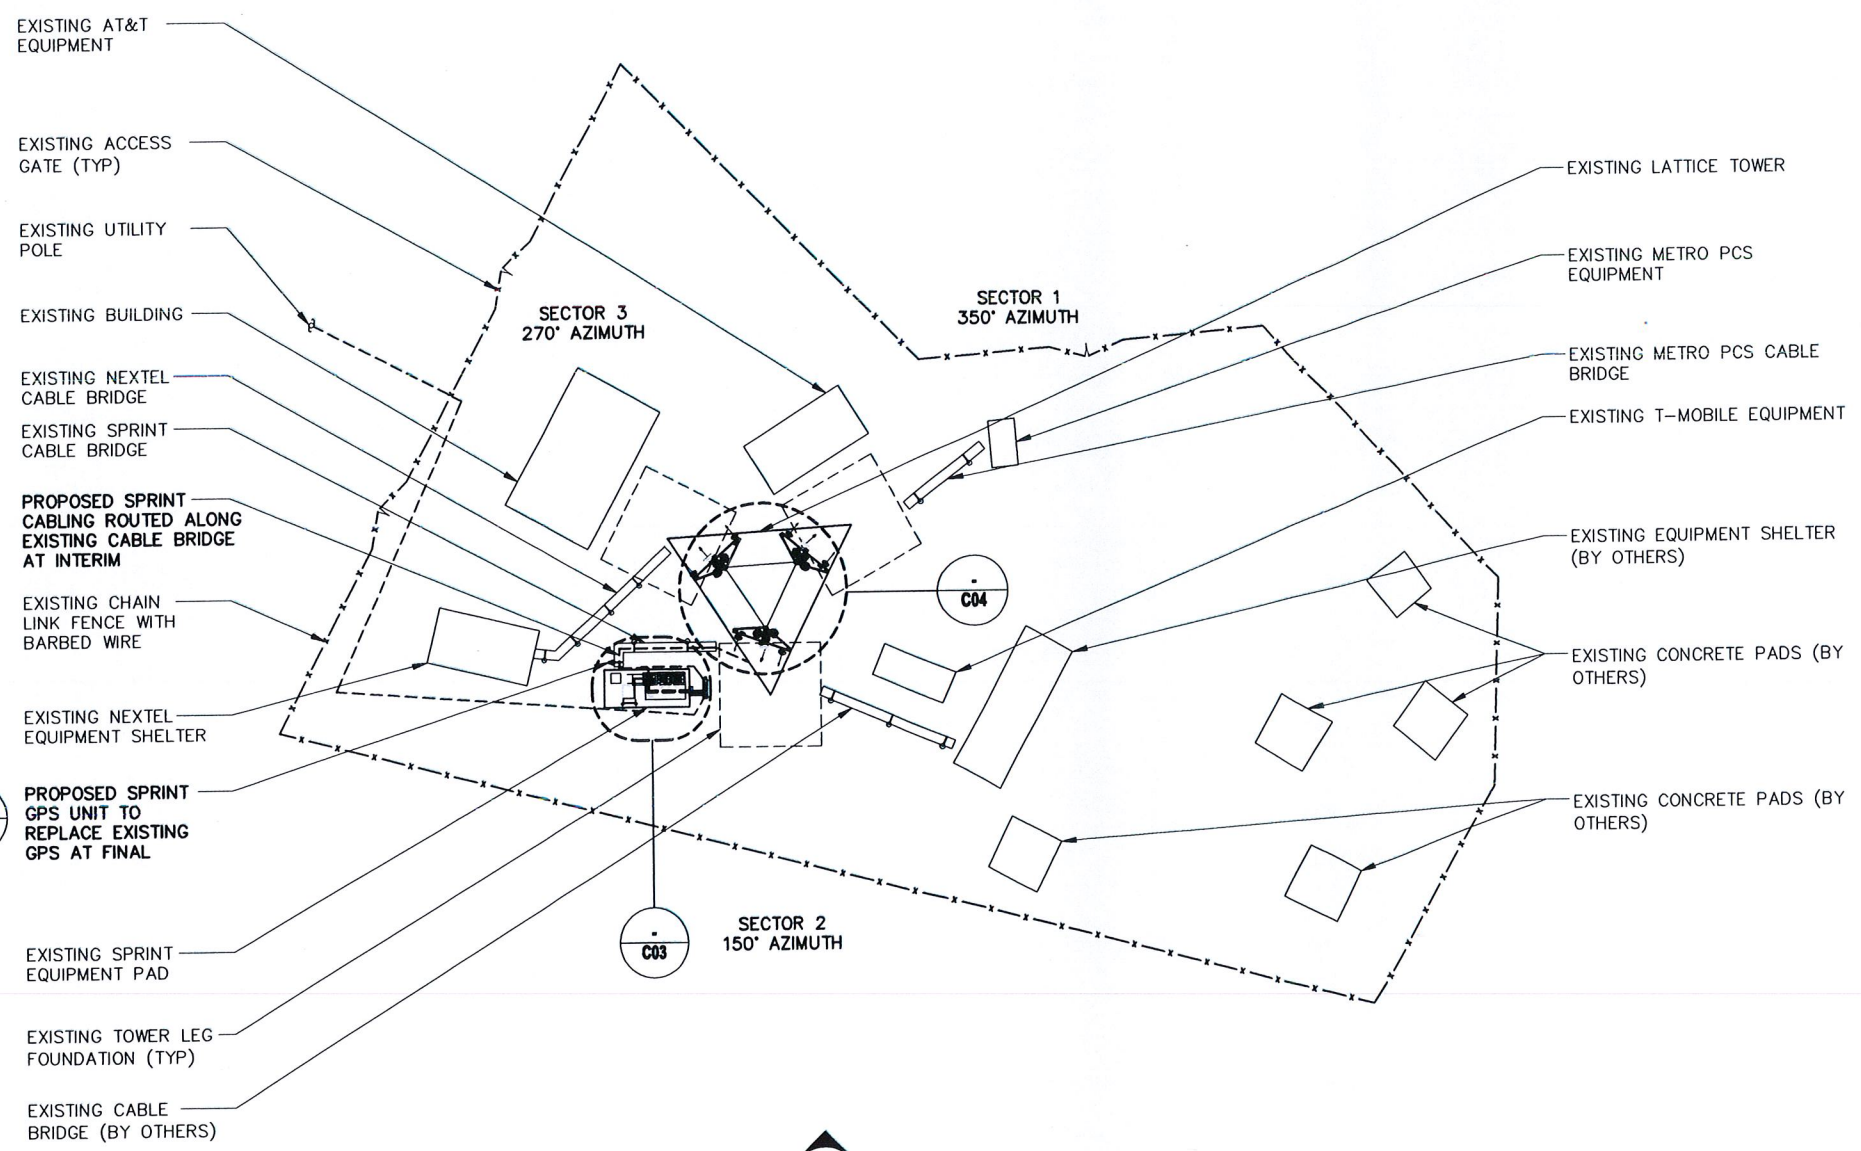 EXISTING AT&T
EQUIPMENT
EXISTING ACCESS
GATE (TYP)
EXISTING UTILITY
POLE
EXISTING BUILDING
EXISTING NEXTEL
CABLE BRIDGE
EXISTING SPRINT
CABLE BRIDGE
PROPOSED SPRINT
CABLING ROUTED ALONG
EXISTING CABLE BRIDGE
AT INTERIM
EXISTING CHAIN
LINK FENCE WITH
BARBED WIRE
EXISTING NEXTEL
EQUIPMENT SHELTER
PROPOSED SPRINT
GPS UNIT TO
REPLACE EXISTING
GPS AT FINAL
EXISTING SPRINT
EQUIPMENT PAD
EXISTING TOWER LEG
FOUNDATION (TYP)
EXISTING CABLE
BRIDGE (BY OTHERS)
SECTOR 3
270° AZIMUTH
SECTOR 1
350° AZIMUTH
-
C04
-
C03
SECTOR 2
150° AZIMUTH
EXISTING LATTICE TOWER
EXISTING METRO PCS
EQUIPMENT
EXISTING METRO PCS CABLE
BRIDGE
EXISTING T-MOBILE EQUIPMENT
EXISTING EQUIPMENT SHELTER
(BY OTHERS)
EXISTING CONCRETE PADS (BY
OTHERS)
EXISTING CONCRETE PADS (BY
OTHERS)